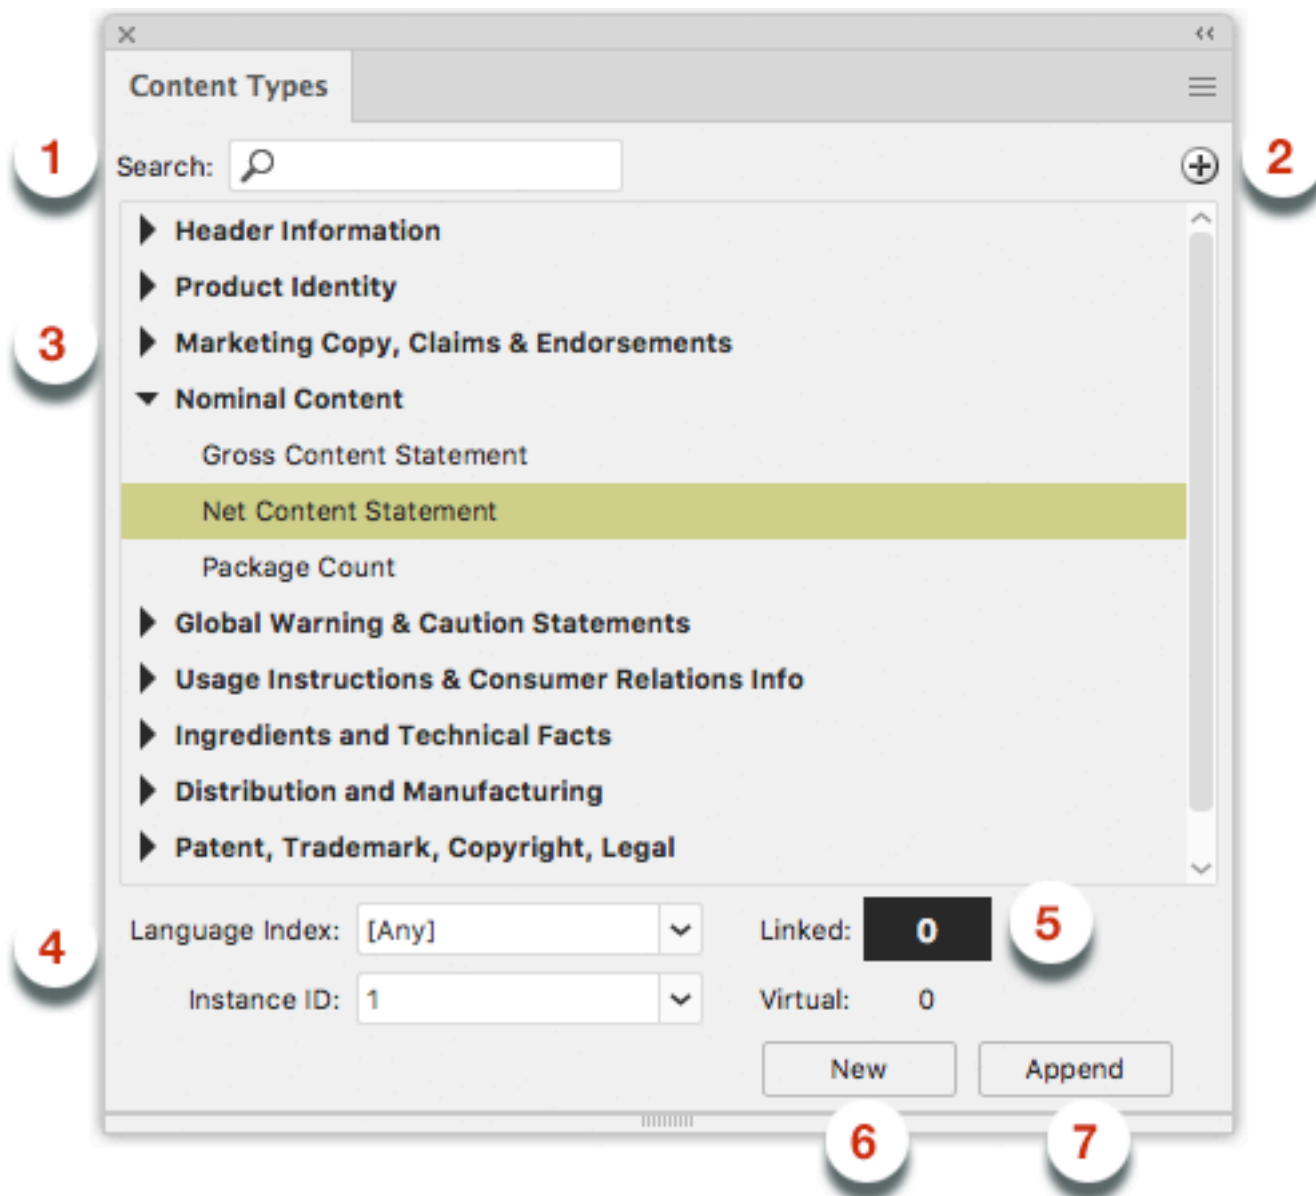 Content Types
1
Search:
2
Header Information
Product Identity
3
Marketing Copy, Claims & Endorsements
Nominal Content
Gross Content Statement
Net Content Statement
Package Count
Global Warning & Caution Statements
Usage Instructions & Consumer Relations Info
Ingredients and Technical Facts
Distribution and Manufacturing
Patent, Trademark, Copyright, Legal
4
Language Index: [Any] Linked: 0
5
Instance ID: 1 Virtual: 0
New Append
6 7